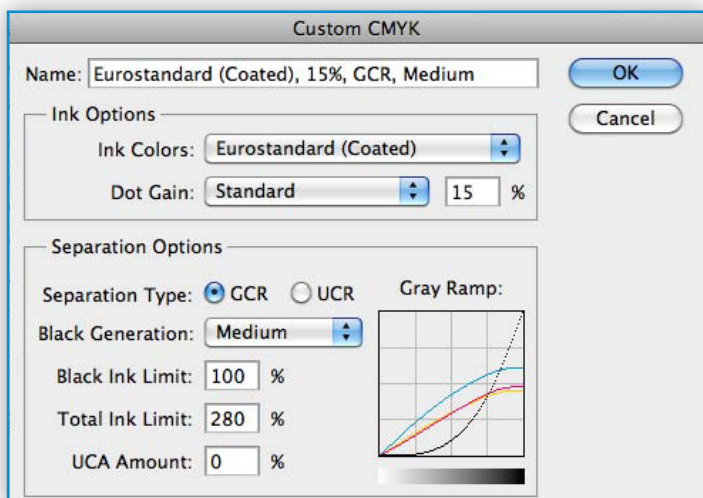 Custom CMYK
Name: Eurostandard (Coated), 15%, GCR, Medium
OK
Cancel
Ink Options
Ink Colors: Eurostandard (Coated)
Dot Gain: Standard 15 %
Separation Options
Separation Type: GCR UCR Gray Ramp:
Black Generation: Medium
Black Ink Limit: 100 %
Total Ink Limit: 280 %
UCA Amount: 0 %